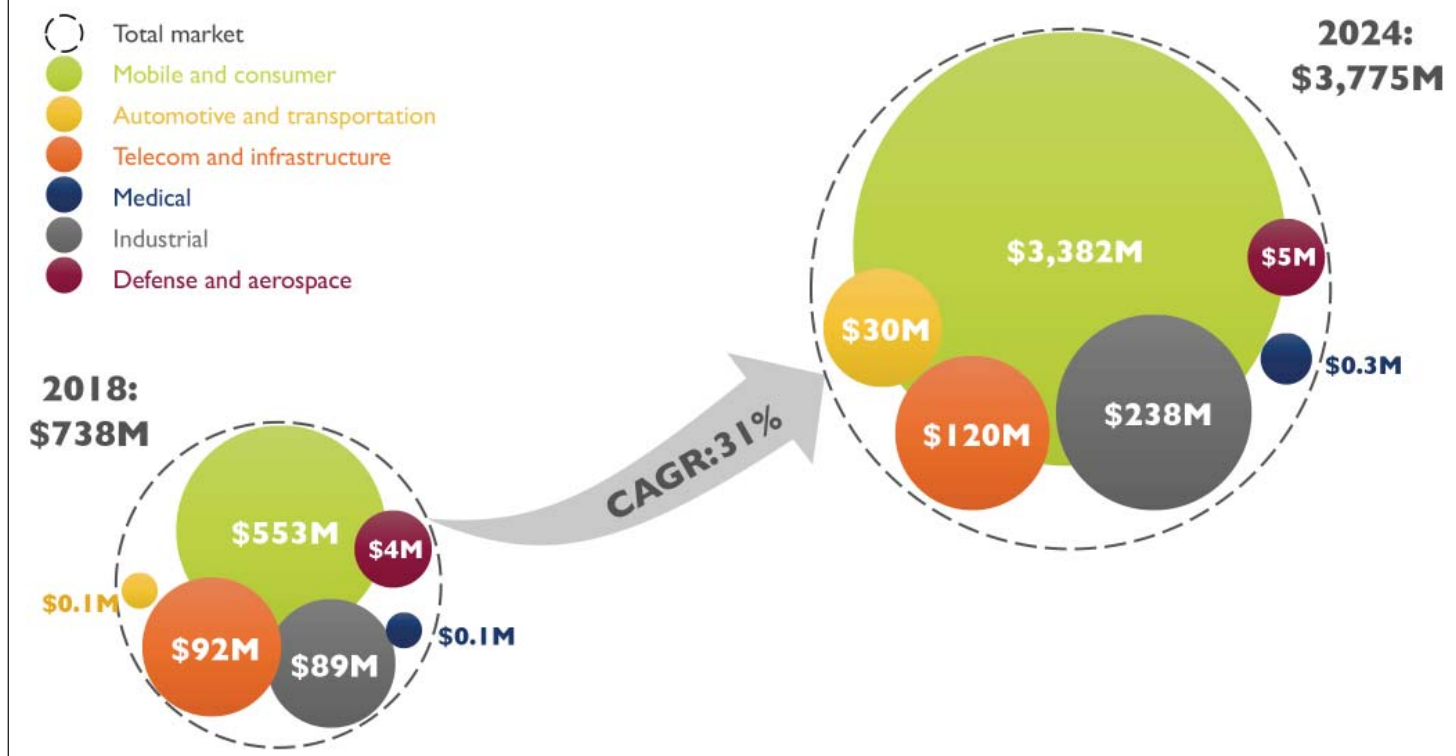 Total market
Mobile and consumer
Automotive and transportation
Telecom and infrastructure
Medical
Industrial
Defense and aerospace
2018:
$738M
$553M
$4M
$0.1M
$92M
$89M
$0.1M
CAGR:31%
2024:
$3,775M
$3,382M
$5M
$30M
$0.3M
$120M
$238M